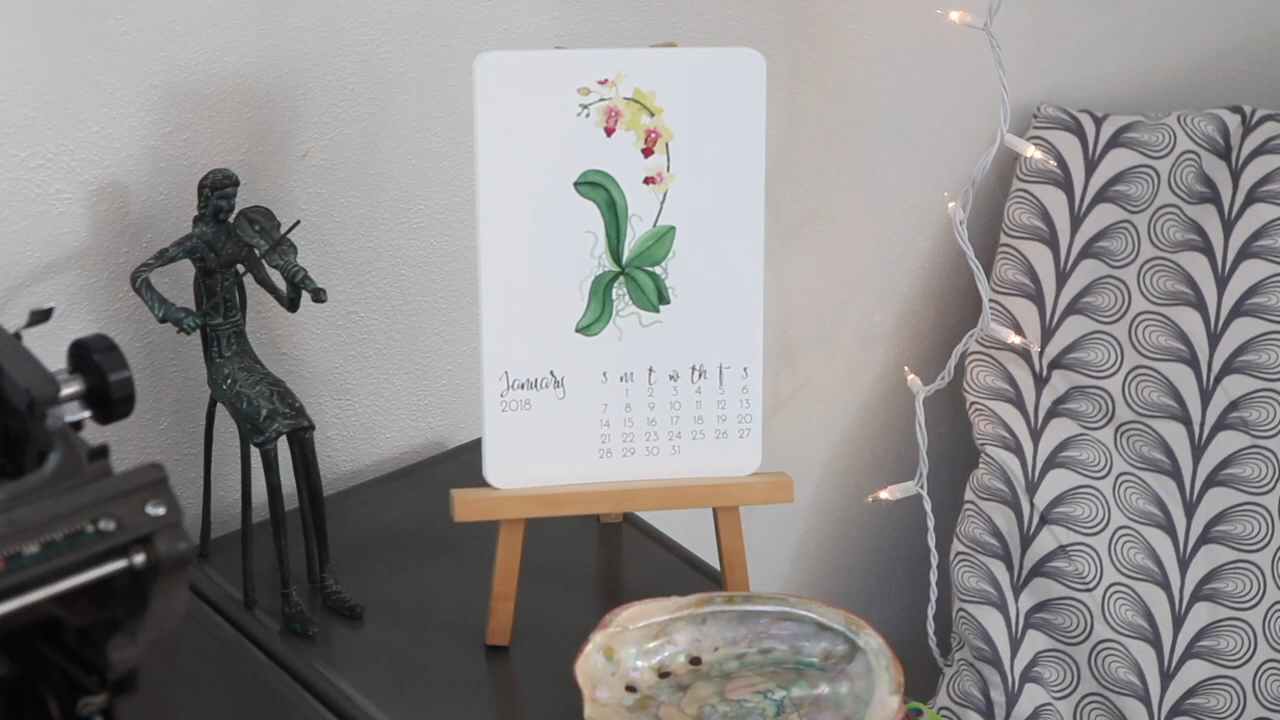 January
2018
s m t w th f s
1 2 3 4 5 6
7 8 9 10 11 12 13
14 15 16 17 18 19 20
21 22 23 24 25 26 27
28 29 30 31